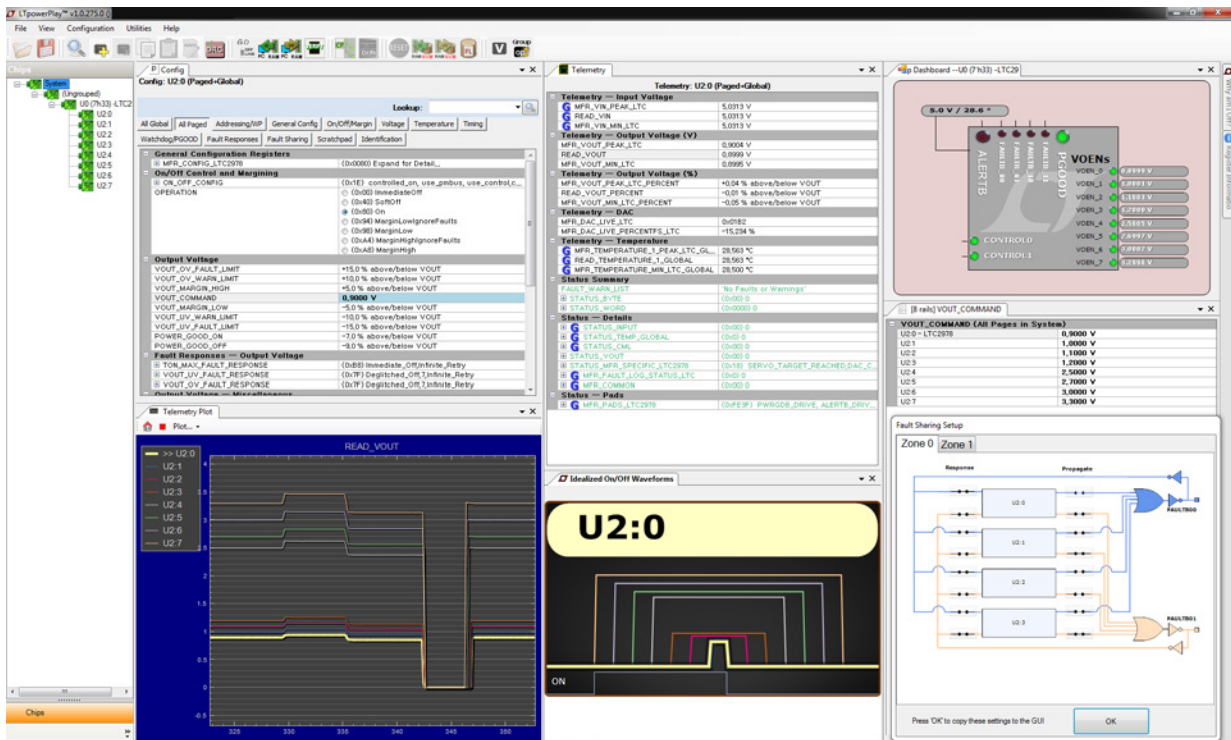 LTpowerPlay™ v1.0.275.0 ()
File View Configuration Utilities Help
Chips
System
(Ungrouped)
U0 (7'h33) -LTC
U2:0
U2:1
U2:2
U2:3
U2:4
U2:5
U2:6
U2:7
Chips
Config
Config: U2:0 (Paged+Global)
Lookup:
All Global All Paged Addressing/WP General Config On/Off/Margin Voltage Temperature Timing
Watchdog/PGOOD Fault Responses Fault Sharing Scratchpad Identification
General Configuration Registers
MFR_CONFIG_LTC2978 (0x0080) Expand for Detail...
On/Off Control and Margining
ON_OFF_CONFIG (0x1E) controlled_on, use_pmbus, use_control,c...
OPERATION (0x00) ImmediateOff
(0x40) SoftOff
(0x80) On
(0x94) MarginLowIgnoreFaults
(0x98) MarginLow
(0xA4) MarginHighIgnoreFaults
(0xA8) MarginHigh
Output Voltage
VOUT_OV_FAULT_LIMIT +15,0 % above/below VOUT
VOUT_OV_WARN_LIMIT +10,0 % above/below VOUT
VOUT_MARGIN_HIGH +5,0 % above/below VOUT
VOUT_COMMAND 0,9000 V
VOUT_MARGIN_LOW -5,0 % above/below VOUT
VOUT_UV_WARN_LIMIT -10,0 % above/below VOUT
VOUT_UV_FAULT_LIMIT -15,0 % above/below VOUT
POWER_GOOD_ON -7,0 % above/below VOUT
POWER_GOOD_OFF -9,0 % above/below VOUT
Fault Responses — Output Voltage
TON_MAX_FAULT_RESPONSE (0xB8) Immediate_Off,Infinite_Retry
VOUT_UV_FAULT_RESPONSE (0x7F) Deglitched_Off,7,Infinite_Retry
VOUT_OV_FAULT_RESPONSE (0x7F) Deglitched_Off,7,Infinite_Retry
Output Voltage — Miscellaneous
Telemetry Plot
Plot...
READ_VOUT
>> U2:0
U2:1
U2:2
U2:3
U2:4
U2:5
U2:6
U2:7
4
3.5
3
2.5
2
1.5
1
0.5
0
-0.5
325 330 335 340 345 350
Telemetry
Telemetry: U2:0 (Paged+Global)
Telemetry — Input Voltage
MFR_VIN_PEAK_LTC 5,0313 V
READ_VIN 5,0313 V
MFR_VIN_MIN_LTC 5,0313 V
Telemetry — Output Voltage (V)
MFR_VOUT_PEAK_LTC 0,9004 V
READ_VOUT 0,8999 V
MFR_VOUT_MIN_LTC 0,8995 V
Telemetry — Output Voltage (%)
MFR_VOUT_PEAK_LTC_PERCENT +0,04 % above/below VOUT
READ_VOUT_PERCENT -0,01 % above/below VOUT
MFR_VOUT_MIN_LTC_PERCENT -0,05 % above/below VOUT
Telemetry — DAC
MFR_DAC_LIVE_LTC 0x01B2
MFR_DAC_LIVE_PERCENTFS_LTC -15,234 %
Telemetry — Temperature
MFR_TEMPERATURE_1_PEAK_LTC_GL... 28,563 °C
READ_TEMPERATURE_1_GLOBAL 28,563 °C
MFR_TEMPERATURE_MIN_LTC_GLOBAL 28,500 °C
Status Summary
FAULT_WARN_LIST 'No Faults or Warnings'
STATUS_BYTE (0x00) 0
STATUS_WORD (0x0000) 0
Status — Details
STATUS_INPUT (0x00) 0
STATUS_TEMP_GLOBAL (0x00) 0
STATUS_CML (0x00) 0
STATUS_VOUT (0x00) 0
STATUS_MFR_SPECIFIC_LTC2978 (0x18) SERVO_TARGET_REACHED,DAC_C...
MFR_FAULT_LOG_STATUS_LTC (0x0) 0
MFR_COMMON
Status — Pads
MFR_PADS_LTC2978 (0xFE3F) PWRGDB_DRIVE, ALERTB_DRIV...
Idealized On/Off Waveforms
U2:0
ON
Dashboard --U0 (7'h33) -LTC29
5.0 V / 28.6 °
ALERTB
PGOOD
VOENs
VOEN_0 0.8999 V
VOEN_1
VOEN_2
VOEN_3
VOEN_4
VOEN_5
VOEN_6
VOEN_7
CONTROL0
CONTROL1
[8 rails] VOUT_COMMAND
VOUT_COMMAND (All Pages in System)
U2:0 - LTC2978 0,9000 V
U2:1 1,0000 V
U2:2 1,1000 V
U2:3 1,2000 V
U2:4 2,5000 V
U2:5 2,7000 V
U2:6 3,0000 V
U2:7 3,3000 V
Fault Sharing Setup
Zone 0 Zone 1
Response Propagate
U2:0
U2:1
U2:2
U2:3
FAULTB00
FAULTB01
Press 'OK' to copy these settings to the GUI
OK